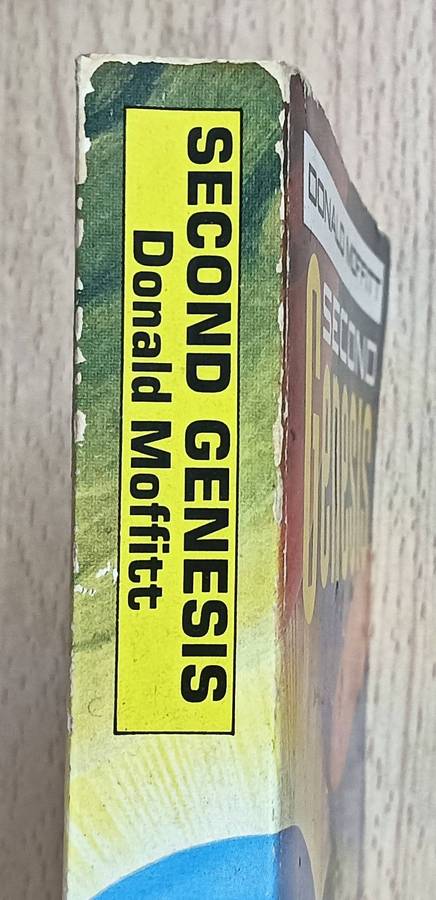 SECOND GENESIS
Donald Moffitt
DONALD MOFFITT
SECOND
Genesis